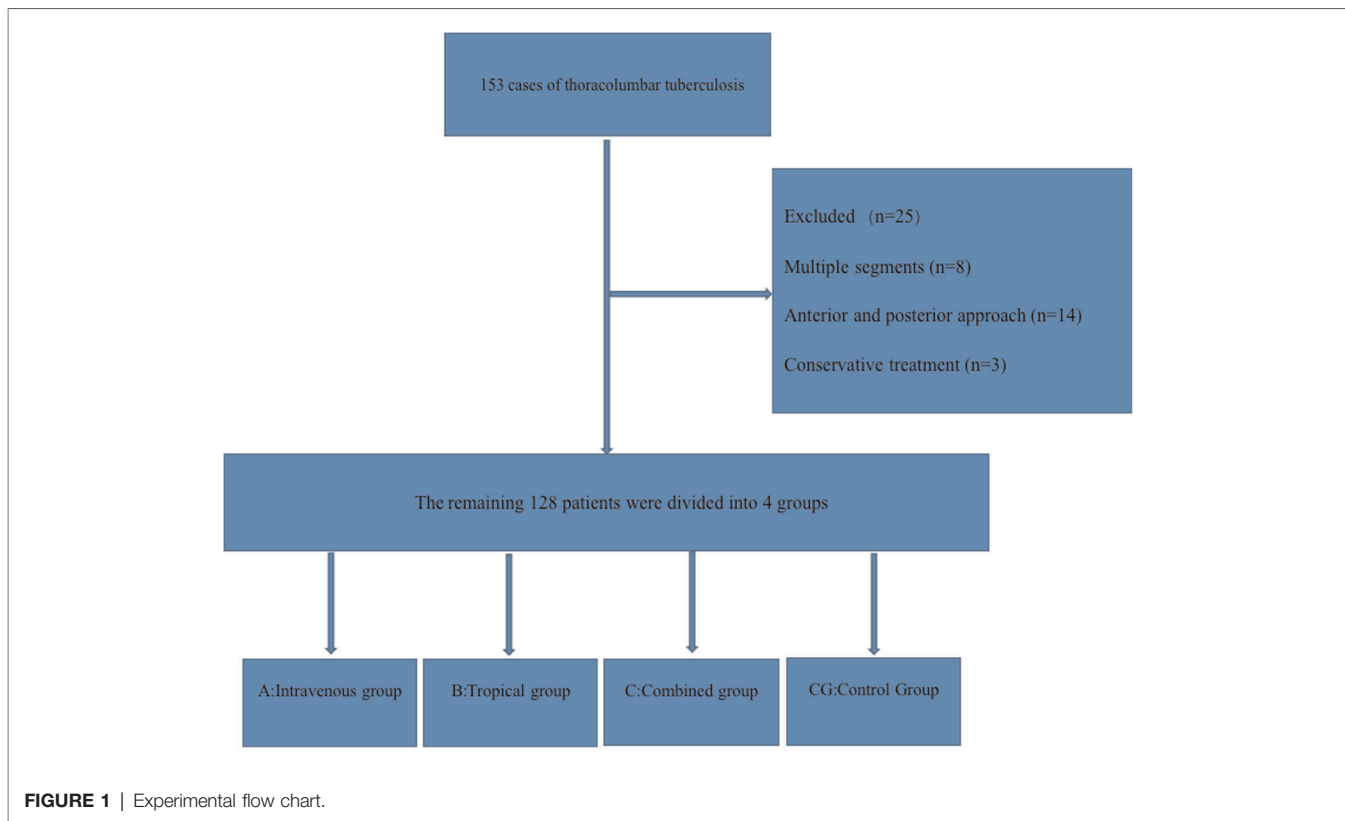 153 cases of thoracolumbar tuberculosis
Excluded （n=25）
Multiple segments (n=8)
Anterior and posterior approach (n=14)
Conservative treatment (n=3)
The remaining 128 patients were divided into 4 groups
A:Intravenous group
B:Tropical group
C:Combined group
CG:Control Group
FIGURE 1 | Experimental flow chart.